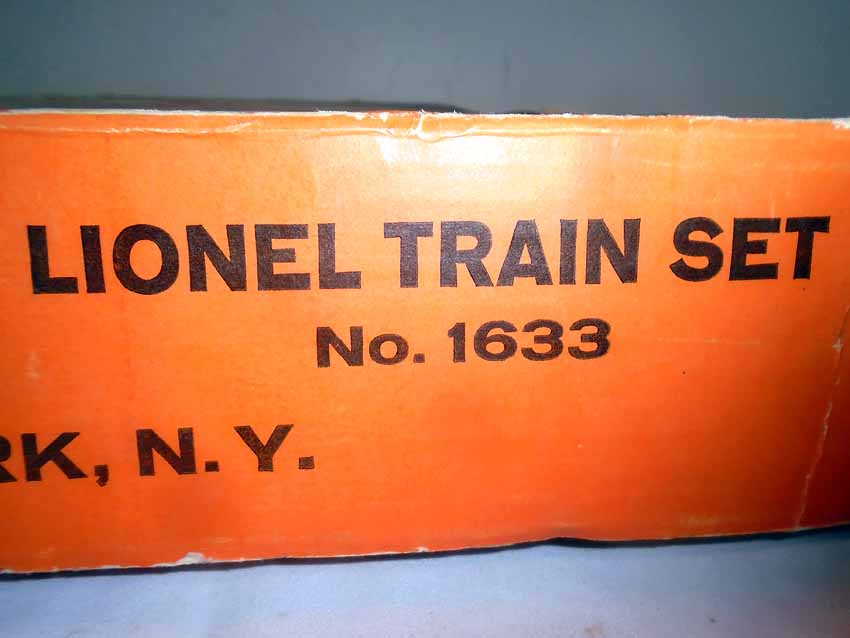 LIONEL TRAIN SET
No. 1633
RK, N.Y.